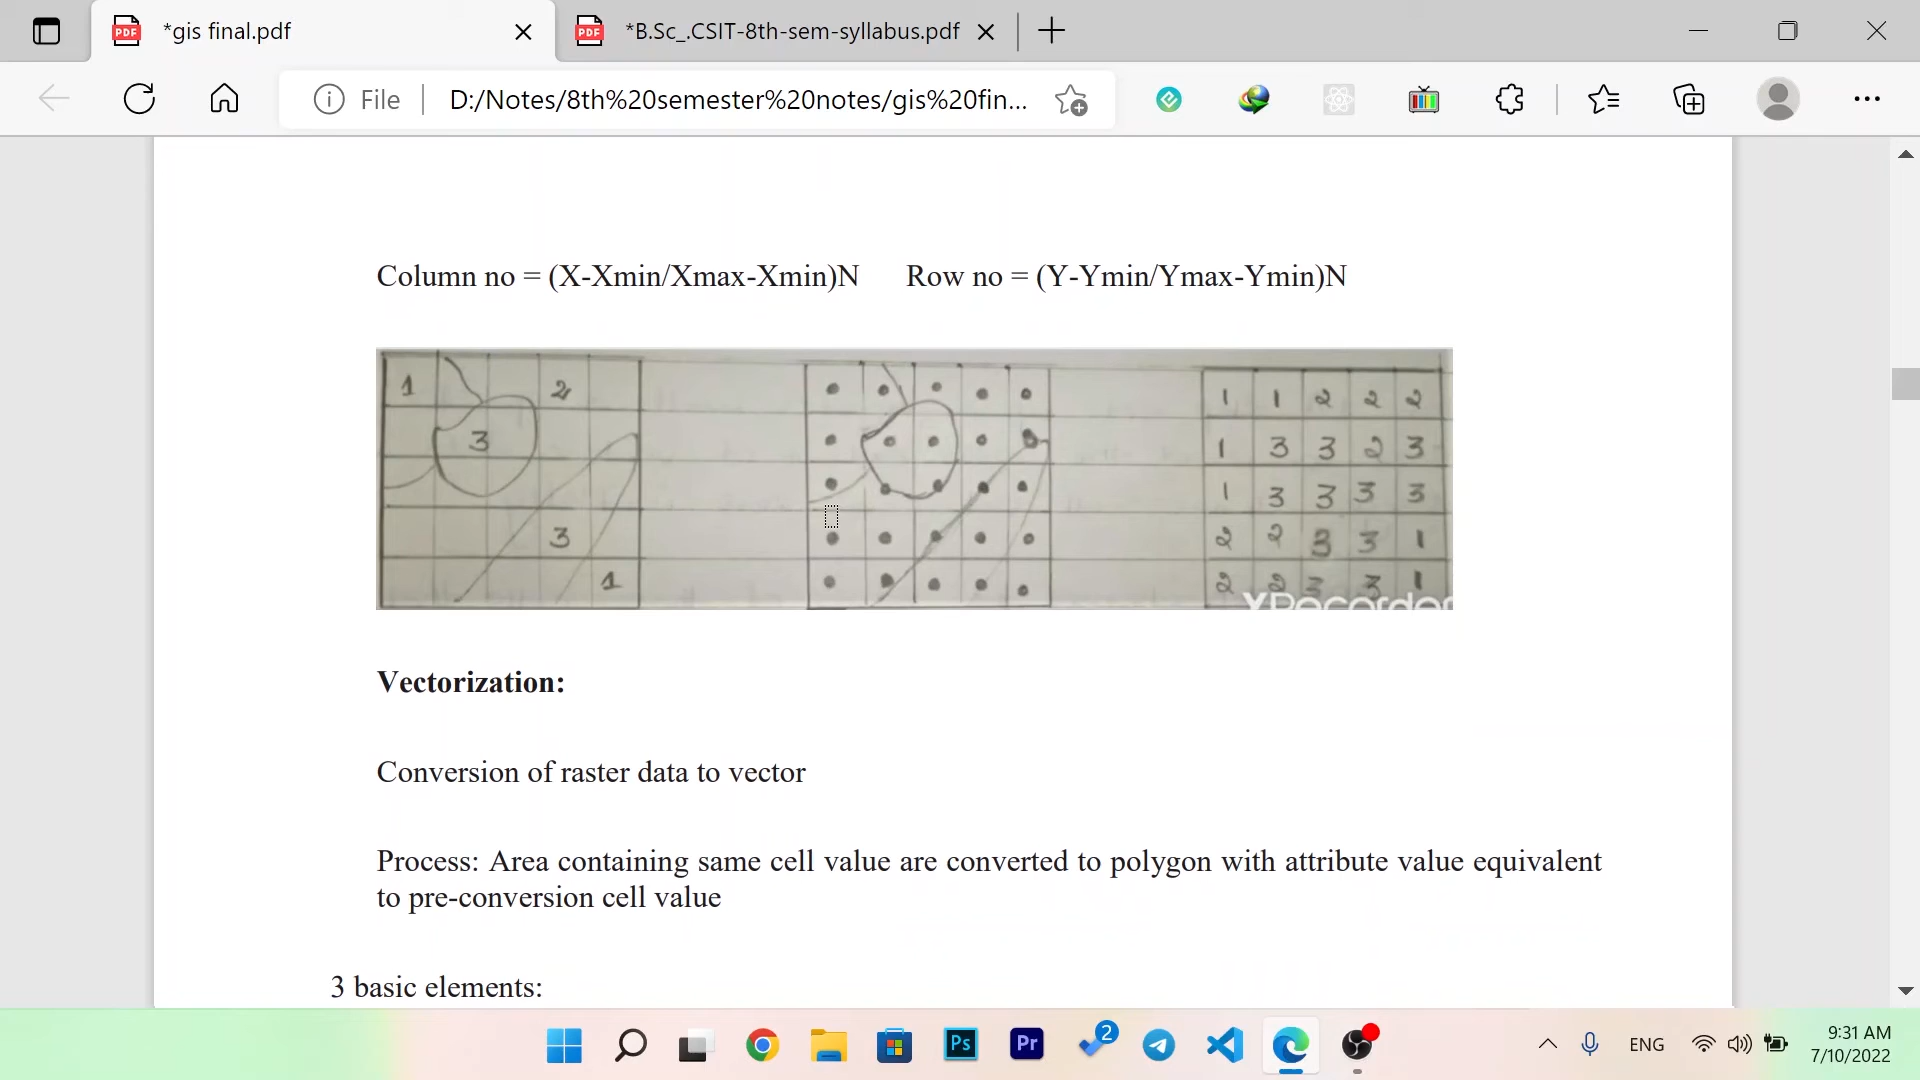 *gis final.pdf
*B.Sc_.CSIT-8th-sem-syllabus.pdf
File
D:/Notes/8th%20semester%20notes/gis%20fin...
Column no = (X-Xmin/Xmax-Xmin)N Row no = (Y-Ymin/Ymax-Ymin)N
1 2
3
3
1
1 1 2 2 2
1 3 3 2 3
1 3 3 3 3
2 2 3 3 1
2 2 3 3 1
XRecorder
Vectorization:
Conversion of raster data to vector
Process: Area containing same cell value are converted to polygon with attribute value equivalent
to pre-conversion cell value
3 basic elements:
Ps
Pr
2
ENG
9:31 AM
7/10/2022